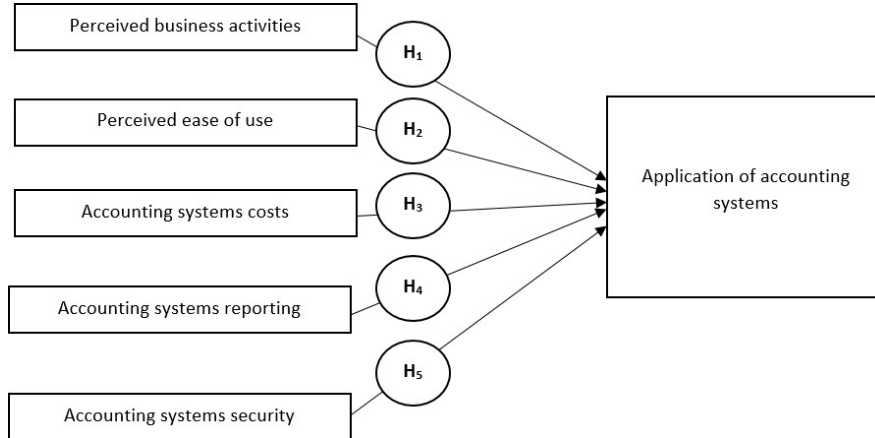 Perceived business activities
H₁
Perceived ease of use
H₂
Accounting systems costs
H₃
Accounting systems reporting
H₄
Accounting systems security
H₅
Application of accounting
systems